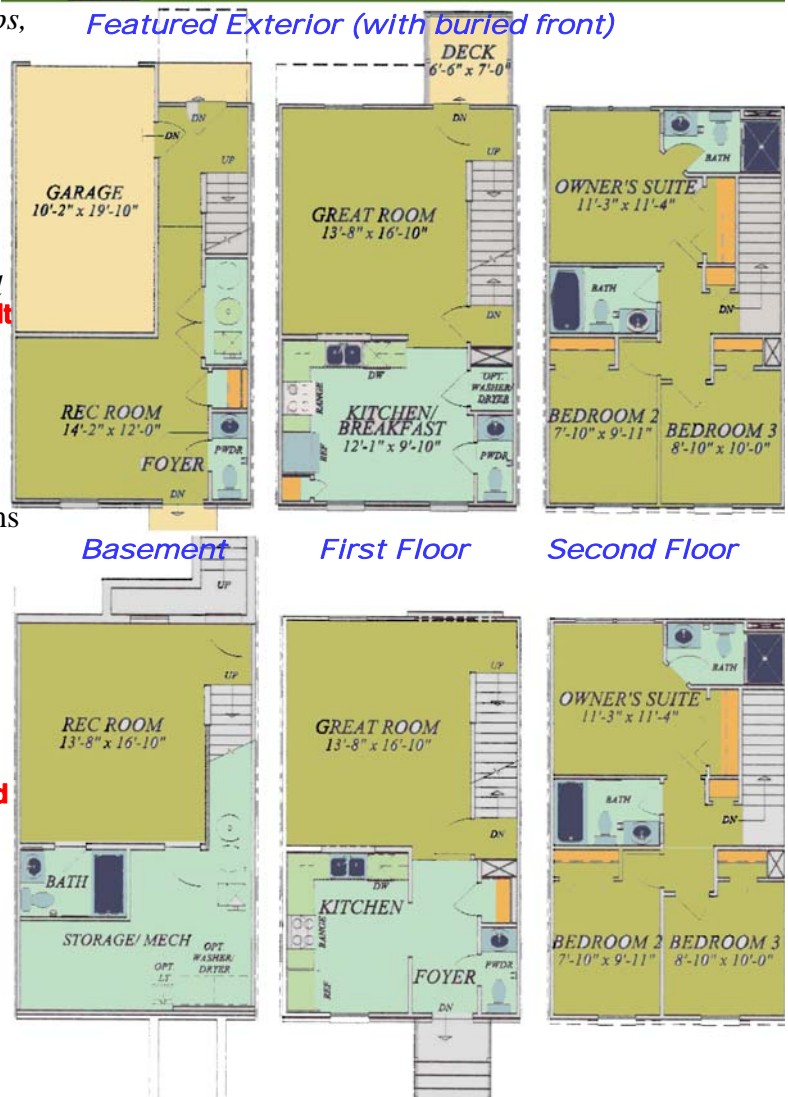 ps,
Featured Exterior (with buried front)
DECK
6'-6" x 7'-0"
DN
DN
DN
UP
GARAGE
10'-2" x 19'-10"
REC ROOM
14'-2" x 12'-0"
FOYER
PWDR
DN
DN
GREAT ROOM
13'-8" x 16'-10"
UP
DN
DW
RANGE
REF
KITCHEN/
BREAKFAST
12'-1" x 9'-10"
OPT.
WASHER/
DRYER
PWDR
BATH
OWNER'S SUITE
11'-3" x 11'-4"
BATH
DN
BEDROOM 2
7'-10" x 9'-11"
BEDROOM 3
8'-10" x 10'-0"
lt
ns
Basement
First Floor
Second Floor
UP
UP
REC ROOM
13'-8" x 16'-10"
BATH
STORAGE/ MECH
OPT.
LT
OPT.
WASHER/
DRYER
UP
GREAT ROOM
13'-8" x 16'-10"
DN
DW
KITCHEN
RANGE
REF
FOYER
PWDR
DN
BATH
OWNER'S SUITE
11'-3" x 11'-4"
BATH
DN
BEDROOM 2
7'-10" x 9'-11"
BEDROOM 3
8'-10" x 10'-0"
d